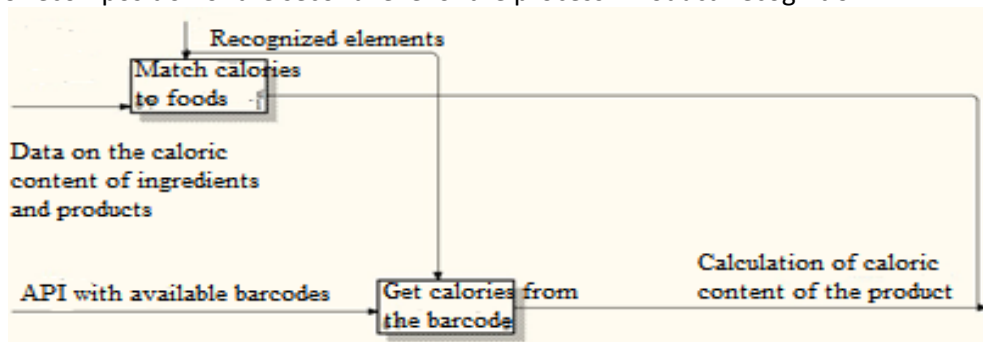 Recognized elements
Match calories
to foods
Data on the caloric
content of ingredients
and products
API with available barcodes
Get calories from
the barcode
Calculation of caloric
content of the product